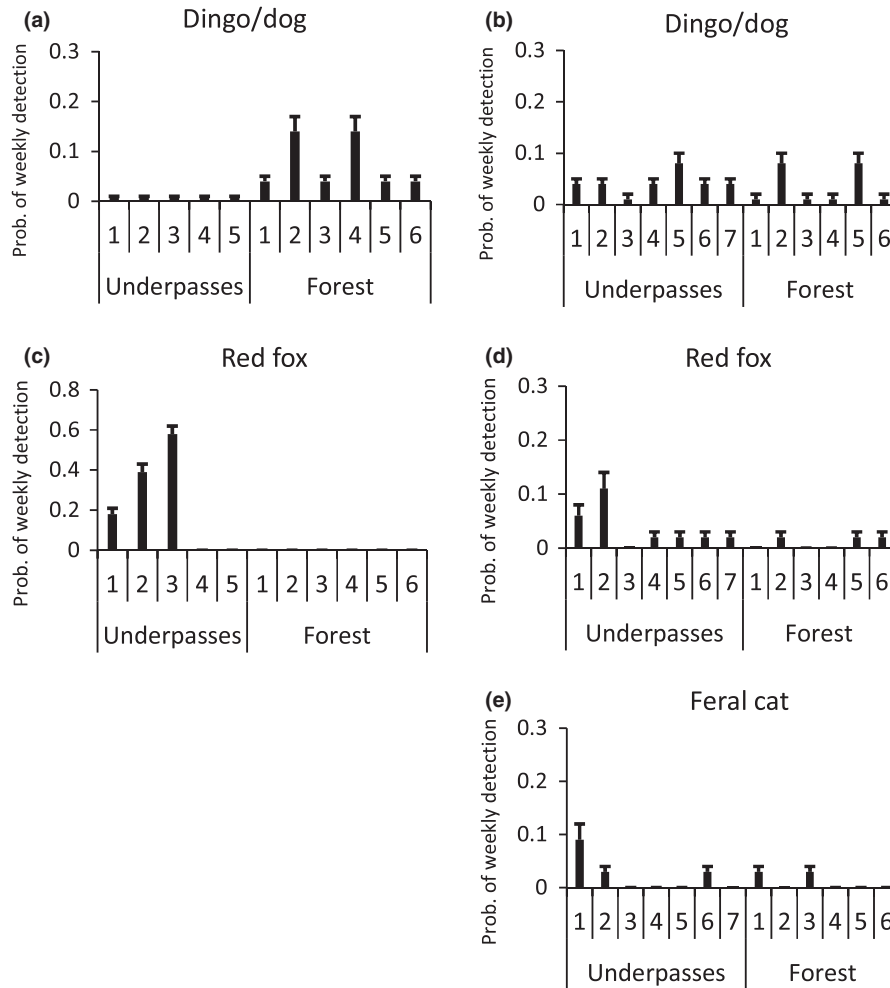 (a)
Dingo/dog
Prob. of weekly detection
0.3
0.2
0.1
0
1 2 3 4 5 1 2 3 4 5 6
Underpasses Forest
(b)
Dingo/dog
Prob. of weekly detection
0.3
0.2
0.1
0
1 2 3 4 5 6 7 1 2 3 4 5 6
Underpasses Forest
(c)
Red fox
Prob. of weekly detection
0.8
0.6
0.4
0.2
0
1 2 3 4 5 1 2 3 4 5 6
Underpasses Forest
(d)
Red fox
Prob. of weekly detection
0.3
0.2
0.1
0
1 2 3 4 5 6 7 1 2 3 4 5 6
Underpasses Forest
(e)
Feral cat
Prob. of weekly detection
0.3
0.2
0.1
0
1 2 3 4 5 6 7 1 2 3 4 5 6
Underpasses Forest